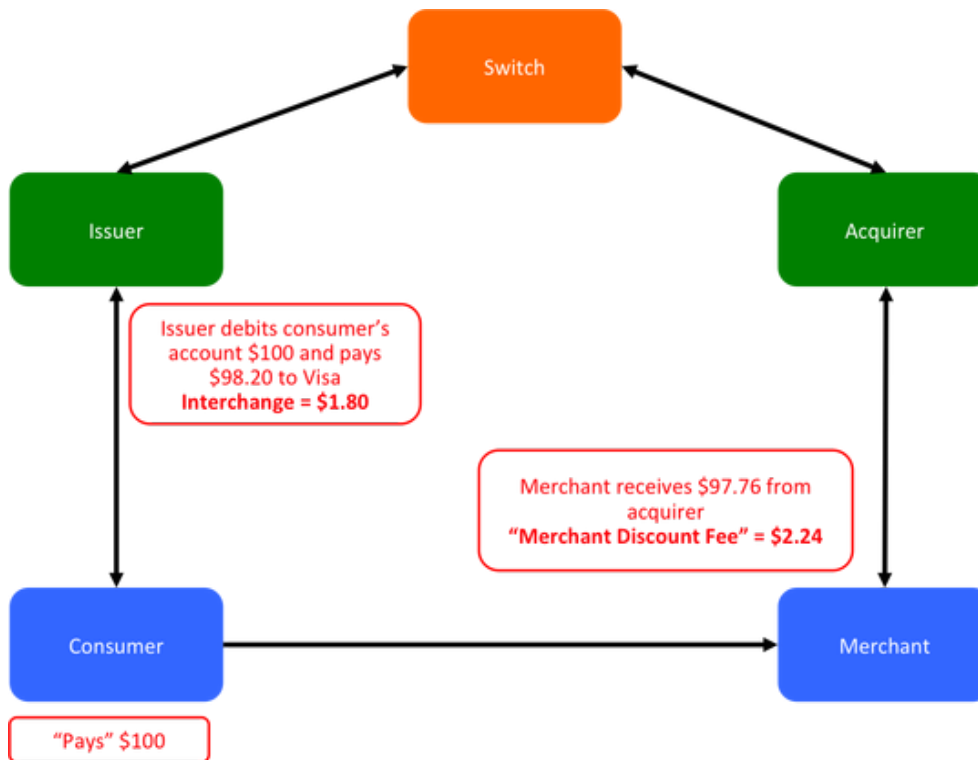 Switch
Issuer
Acquirer
Issuer debits consumer’s
account $100 and pays
$98.20 to Visa
Interchange = $1.80
Merchant receives $97.76 from
acquirer
“Merchant Discount Fee” = $2.24
Consumer
Merchant
“Pays” $100